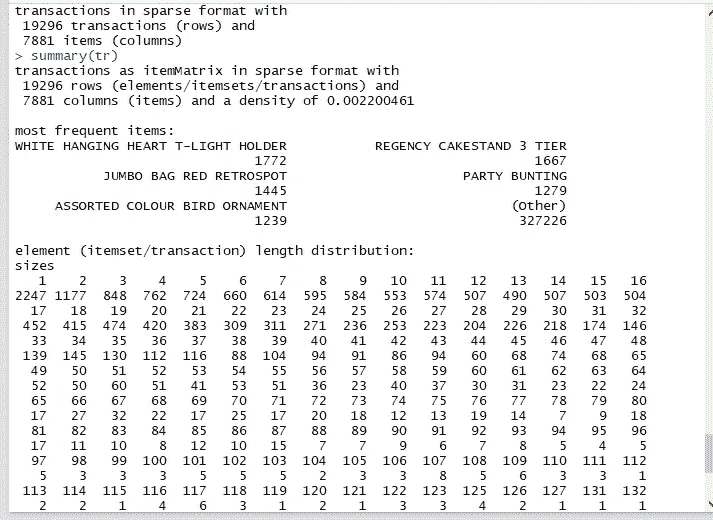 transactions in sparse format with
19296 transactions (rows) and
7881 items (columns)
> summary(tr)
transactions as itemMatrix in sparse format with
19296 rows (elements/itemsets/transactions) and
7881 columns (items) and a density of 0.002200461
most frequent items:
WHITE HANGING HEART T-LIGHT HOLDER REGENCY CAKESTAND 3 TIER
1772 1667
JUMBO BAG RED RETROSPOT PARTY BUNTING
1445 1279
ASSORTED COLOUR BIRD ORNAMENT (Other)
1239 327226
element (itemset/transaction) length distribution:
sizes
1 2 3 4 5 6 7 8 9 10 11 12 13 14 15 16
2247 1177 848 762 724 660 614 595 584 553 574 507 490 507 503 504
17 18 19 20 21 22 23 24 25 26 27 28 29 30 31 32
452 415 474 420 383 309 311 271 236 253 223 204 226 218 174 146
33 34 35 36 37 38 39 40 41 42 43 44 45 46 47 48
139 145 130 112 116 88 104 94 91 86 94 60 68 74 68 65
49 50 51 52 53 54 55 56 57 58 59 60 61 62 63 64
52 50 60 51 41 53 51 36 23 40 37 30 31 23 22 24
65 66 67 68 69 70 71 72 73 74 75 76 77 78 79 80
17 27 32 22 17 25 17 20 18 12 13 19 14 7 9 18
81 82 83 84 85 86 87 88 89 90 91 92 93 94 95 96
17 11 10 8 12 10 15 7 7 9 6 7 8 5 4 5
97 98 99 100 101 102 103 104 105 106 107 108 109 110 111 112
5 3 3 3 5 5 5 2 3 3 8 5 6 3 3 1
113 114 115 116 117 118 119 120 121 122 123 125 126 127 131 132
2 2 1 4 6 3 1 2 1 3 3 4 2 1 1 1